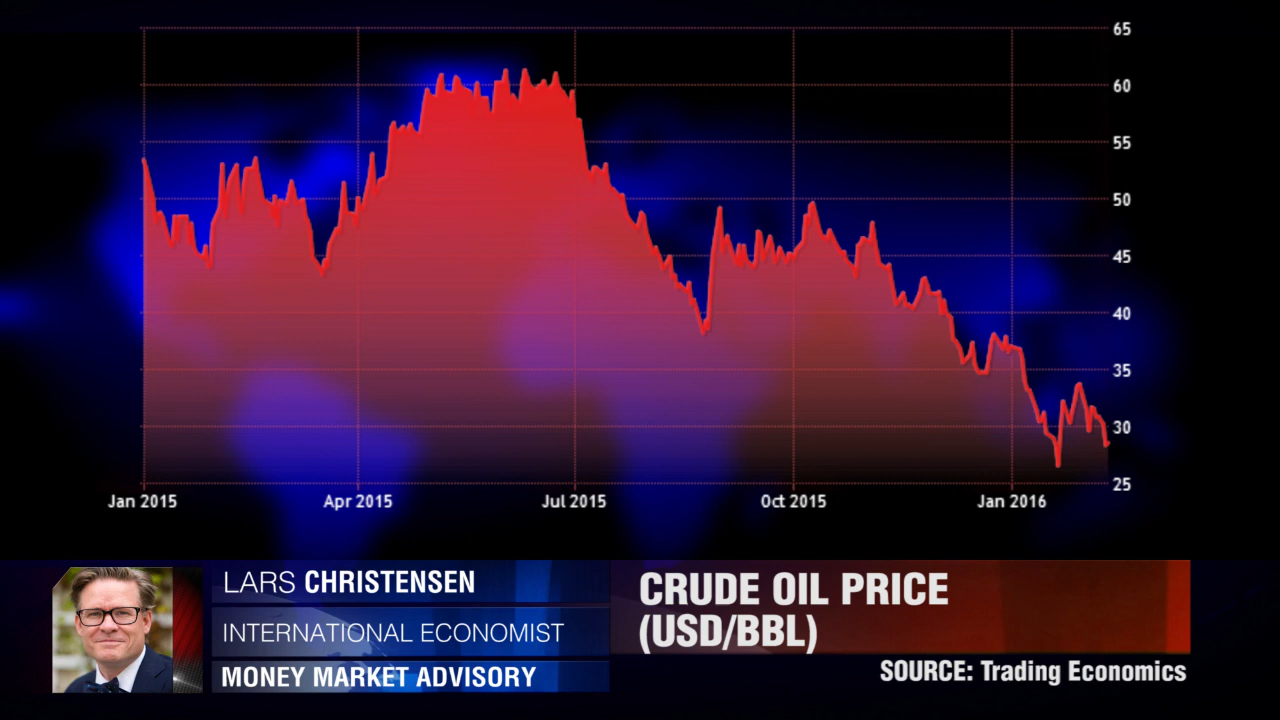 65
60
55
50
45
40
35
30
25
Jan 2015 Apr 2015 Jul 2015 Oct 2015 Jan 2016
LARS CHRISTENSEN
INTERNATIONAL ECONOMIST
MONEY MARKET ADVISORY
CRUDE OIL PRICE
(USD/BBL)
SOURCE: Trading Economics